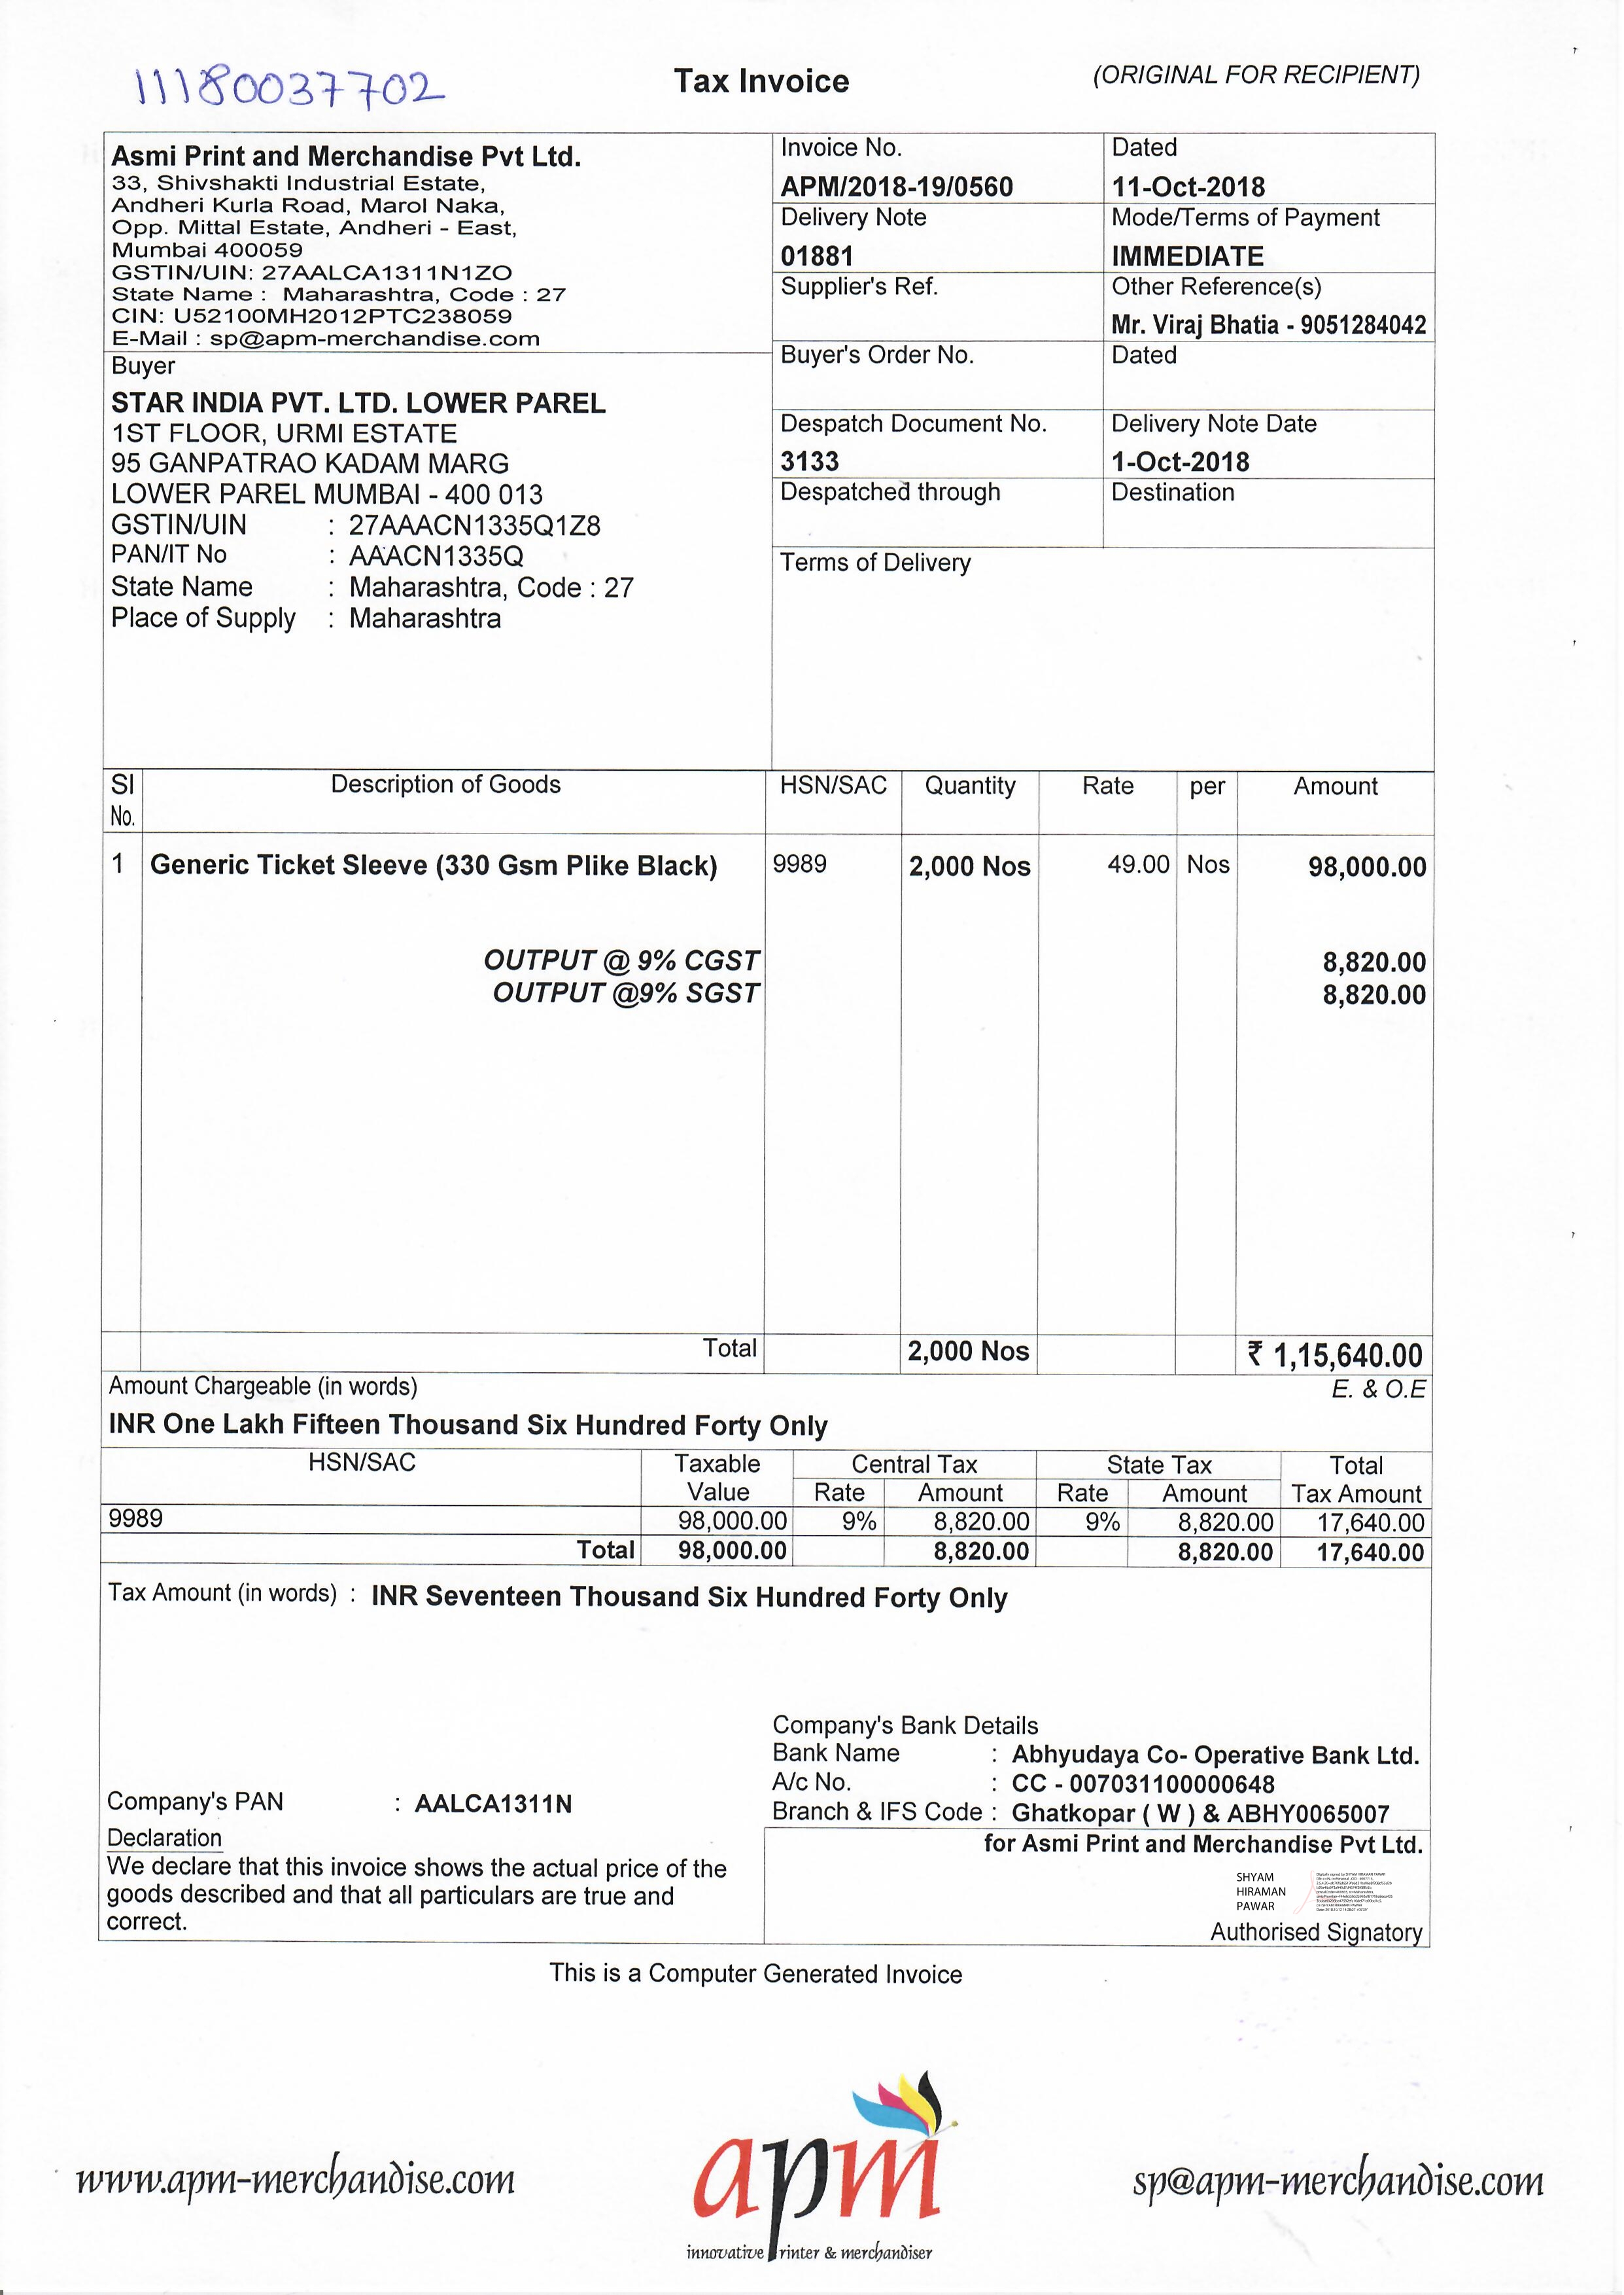 11180037702
Tax Invoice
(ORIGINAL FOR RECIPIENT)
Asmi Print and Merchandise Pvt Ltd.
33, Shivshakti Industrial Estate,
Andheri Kurla Road, Marol Naka,
Opp. Mittal Estate, Andheri - East,
Mumbai 400059
GSTIN/UIN: 27AALCA1311N1ZO
State Name : Maharashtra, Code : 27
CIN: U52100MH2012PTC238059
E-Mail : sp@apm-merchandise.com
Invoice No.
APM/2018-19/0560
Dated
11-Oct-2018
Delivery Note
01881
Mode/Terms of Payment
IMMEDIATE
Supplier's Ref.
Other Reference(s)
Mr. Viraj Bhatia - 9051284042
Buyer
STAR INDIA PVT. LTD. LOWER PAREL
1ST FLOOR, URMI ESTATE
95 GANPATRAO KADAM MARG
LOWER PAREL MUMBAI - 400 013
GSTIN/UIN : 27AAACN1335Q1Z8
PAN/IT No : AAACN1335Q
State Name : Maharashtra, Code : 27
Place of Supply : Maharashtra
Buyer's Order No.
Dated
Despatch Document No.
3133
Delivery Note Date
1-Oct-2018
Despatched through
Destination
Terms of Delivery
Sl No. Description of Goods HSN/SAC Quantity Rate per Amount
1 Generic Ticket Sleeve (330 Gsm Plike Black) 9989 2,000 Nos 49.00 Nos 98,000.00
OUTPUT @ 9% CGST 8,820.00
OUTPUT @9% SGST 8,820.00
Total 2,000 Nos ₹ 1,15,640.00
Amount Chargeable (in words) E. & O.E
INR One Lakh Fifteen Thousand Six Hundred Forty Only
HSN/SAC Taxable Value Central Tax State Tax Total Tax Amount
Rate Amount Rate Amount
9989 98,000.00 9% 8,820.00 9% 8,820.00 17,640.00
Total 98,000.00 8,820.00 8,820.00 17,640.00
Tax Amount (in words) : INR Seventeen Thousand Six Hundred Forty Only
Company's Bank Details
Bank Name : Abhyudaya Co- Operative Bank Ltd.
A/c No. : CC - 007031100000648
Branch & IFS Code : Ghatkopar ( W ) & ABHY0065007
Company's PAN : AALCA1311N
Declaration
We declare that this invoice shows the actual price of the
goods described and that all particulars are true and
correct.
for Asmi Print and Merchandise Pvt Ltd.
SHYAM
HIRAMAN
PAWAR
Authorised Signatory
This is a Computer Generated Invoice
www.apm-merchandise.com
apm
innovative Printer & merchandiser
sp@apm-merchandise.com